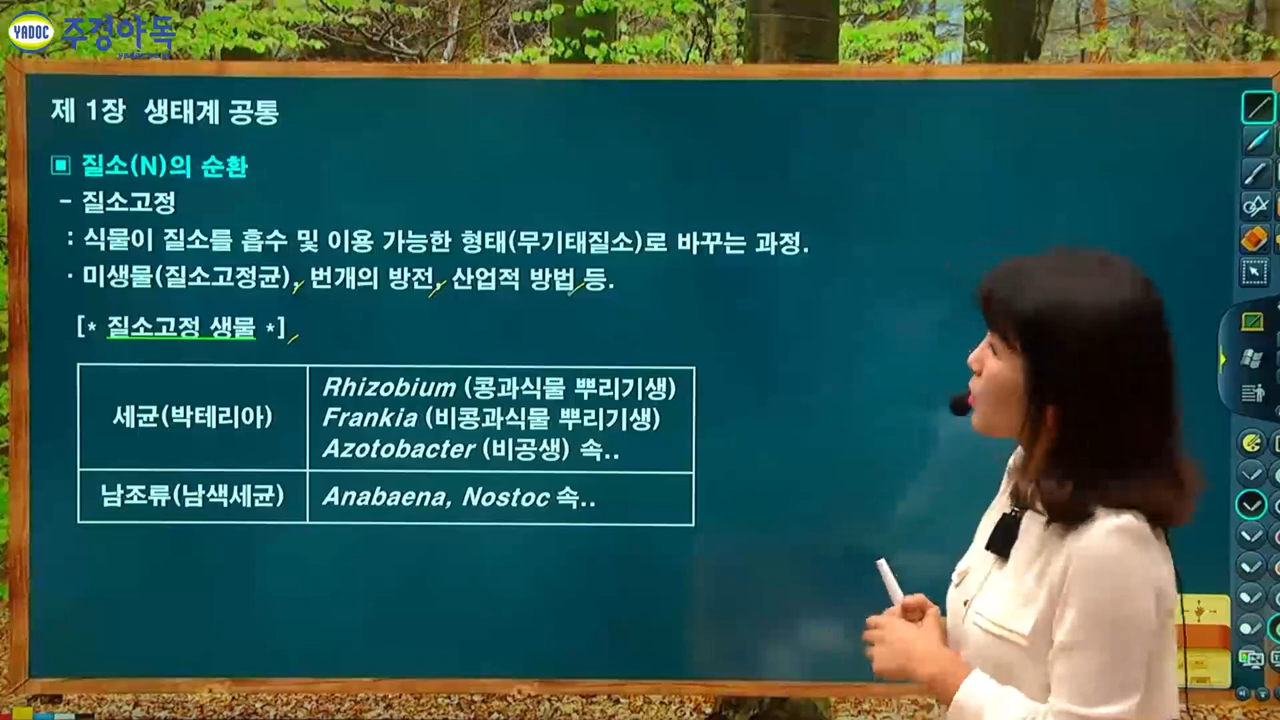 YADOC 주경야독
제 1장 생태계 공통
▣ 질소(N)의 순환
- 질소고정
: 식물이 질소를 흡수 및 이용 가능한 형태(무기태질소)로 바꾸는 과정.
· 미생물(질소고정균), 번개의 방전, 산업적 방법 등.
[* 질소고정 생물 *]
세균(박테리아)
Rhizobium (콩과식물 뿌리기생)
Frankia (비콩과식물 뿌리기생)
Azotobacter (비공생) 속..
남조류(남색세균)
Anabaena, Nostoc 속..